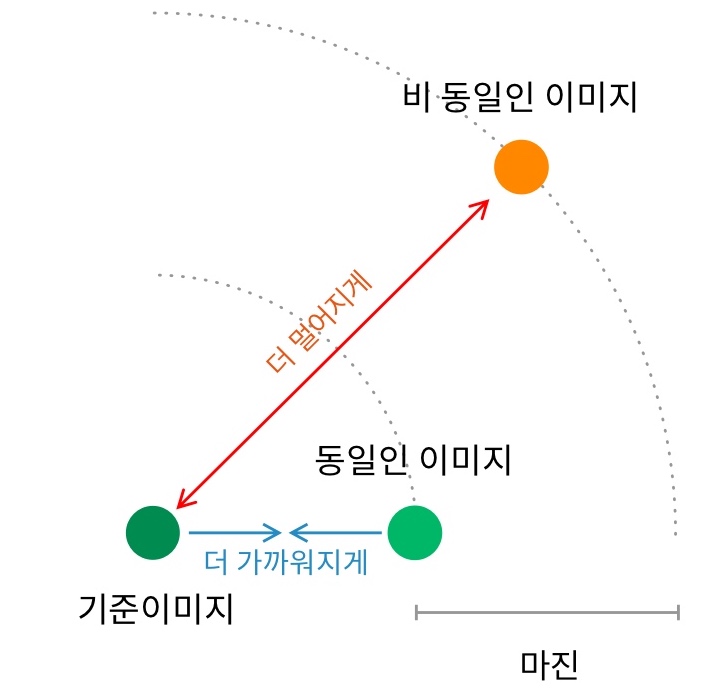 비 동일인 이미지
더 멀어지게
동일인 이미지
더 가까워지게
기준이미지
마진